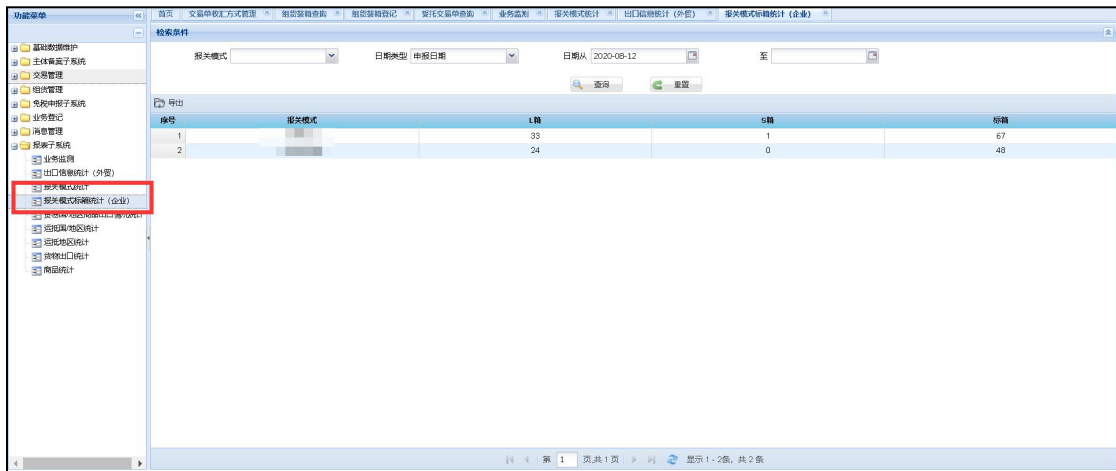 功能菜单
首页 交易单收汇方式管理 组货装箱查询 组货装箱登记 受托交易单查询 业务监测 报关模式统计 出口信息统计（外贸） 报关模式标箱统计（企业）
检索条件
基础数据维护
主体备案子系统
交易管理
组货管理
免税申报子系统
业务登记
消息管理
报表子系统
业务监测
出口信息统计（外贸）
报关模式统计
报关模式标箱统计（企业）
运抵国/地区统计
运抵地区统计
货物出口统计
商品统计
报关模式 日期类型 申报日期 日期从 2020-08-12 至
查询 重置
导出
序号 报关模式 L箱 S箱 标箱
1 33 1 67
2 24 0 48
第 1 页,共 1 页 显示 1 - 2条, 共 2 条